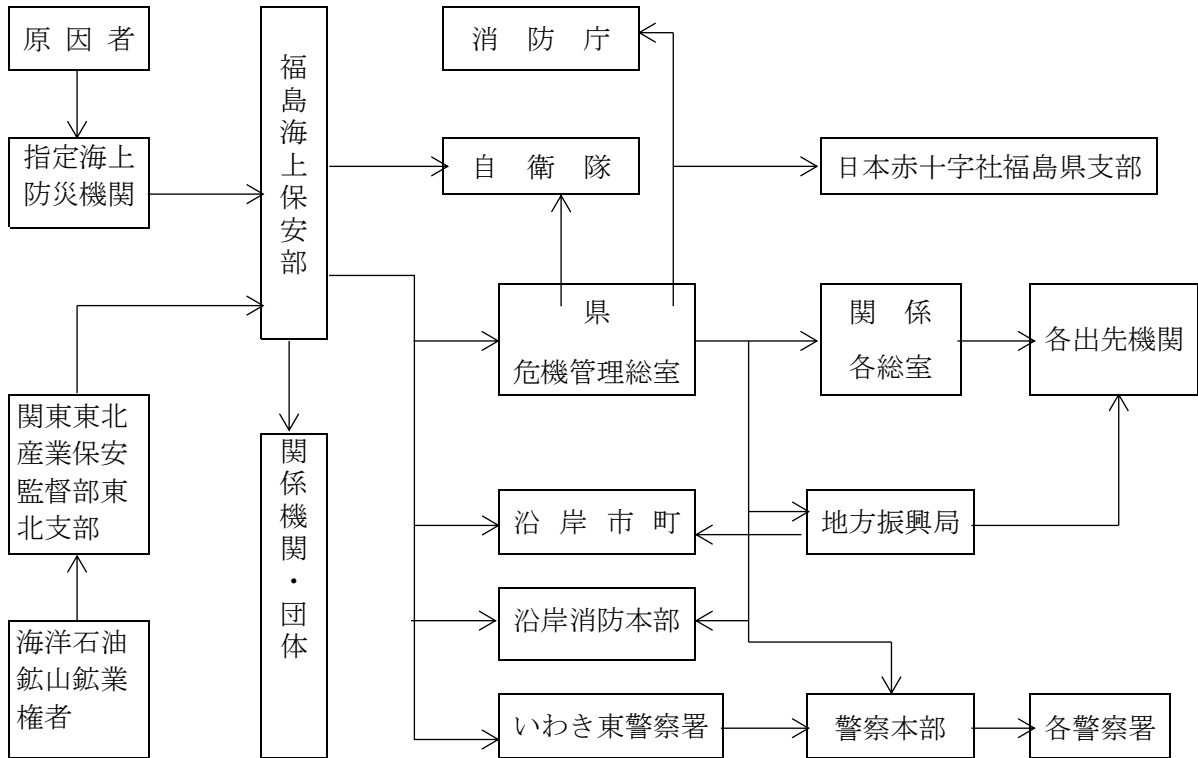 原因者
指定海上
防災機関
関東東北
産業保安
監督部東
北支部
海洋石油
鉱山鉱業
権者
福島海上保安部
関係機関・団体
消防庁
自衛隊
日本赤十字社福島県支部
県
危機管理総室
関係
各総室
各出先機関
沿岸市町
地方振興局
沿岸消防本部
いわき東警察署
警察本部
各警察署